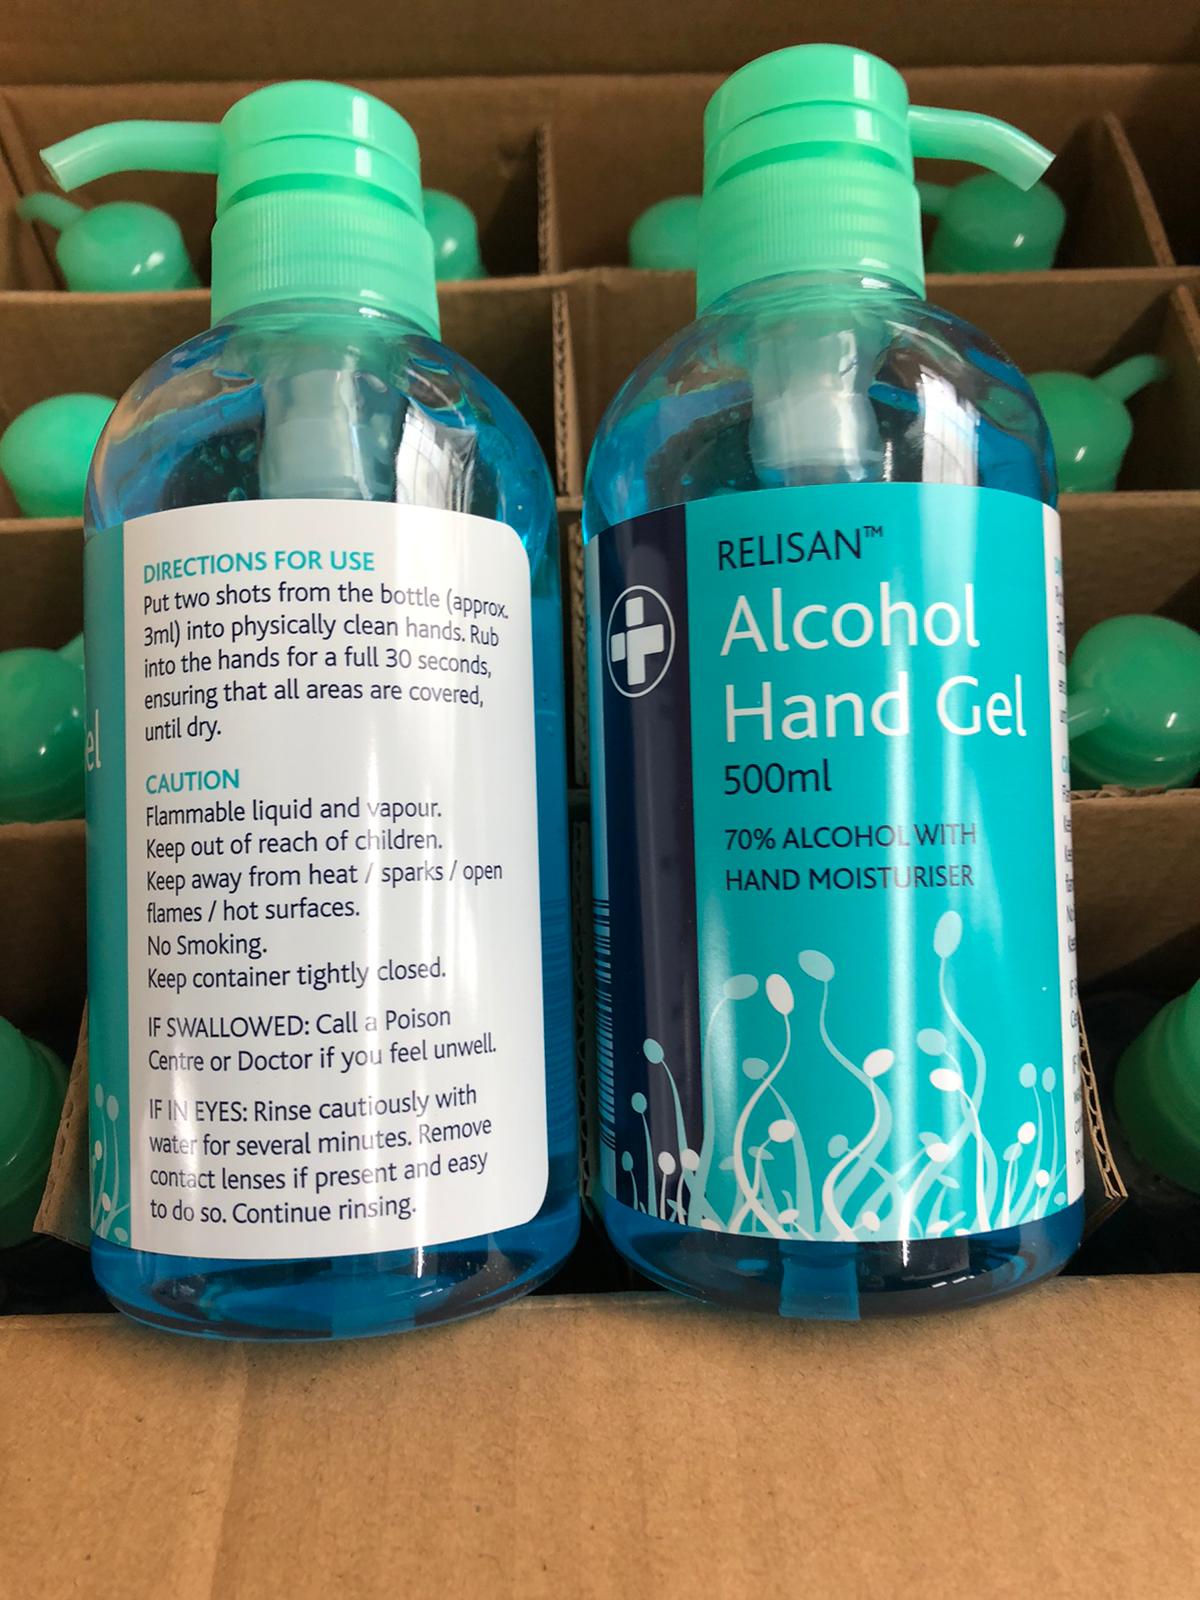 DIRECTIONS FOR USE
Put two shots from the bottle (approx.
3ml) into physically clean hands. Rub
into the hands for a full 30 seconds,
ensuring that all areas are covered,
until dry.
CAUTION
Flammable liquid and vapour.
Keep out of reach of children.
Keep away from heat / sparks / open
flames / hot surfaces.
No Smoking.
Keep container tightly closed.
IF SWALLOWED: Call a Poison
Centre or Doctor if you feel unwell.
IF IN EYES: Rinse cautiously with
water for several minutes. Remove
contact lenses if present and easy
to do so. Continue rinsing.
RELISAN™
Alcohol
Hand Gel
500ml
70% ALCOHOL WITH
HAND MOISTURISER